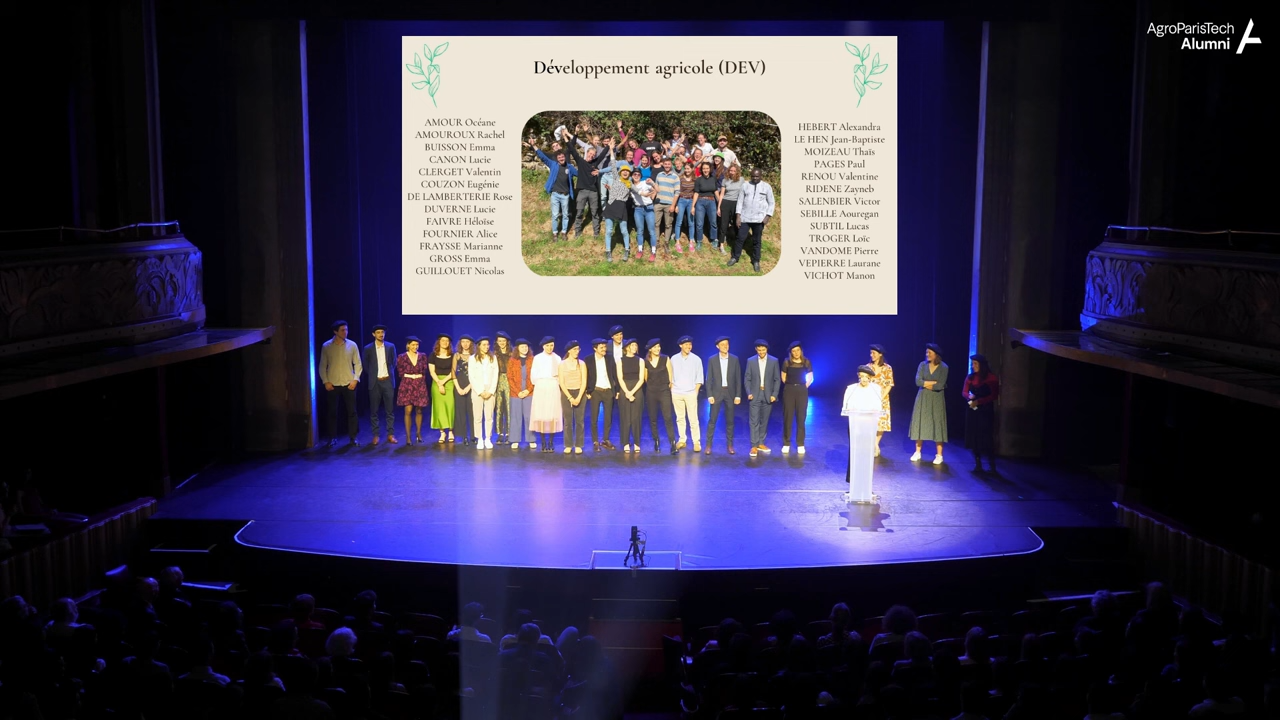 AgroParisTech
Alumni
Développement agricole (DEV)
AMOUR Océane
AMOUROUX Rachel
BUISSON Emma
CANON Lucie
CLERGET Valentin
COUZON Eugénie
DE LAMBERTERIE Rose
DUVERNE Lucie
FAIVRE Héloïse
FOURNIER Alice
FRAYSSE Marianne
GROSS Emma
GUILLOUET Nicolas
HEBERT Alexandra
LE HEN Jean-Baptiste
MOIZEAU Thaïs
PAGES Paul
RENOU Valentine
RIDENE Zayneb
SALENBIER Victor
SEBILLE Aouregan
SUBTIL Lucas
TROGER Loïc
VANDOME Pierre
VEPIERRE Laurane
VICHOT Manon